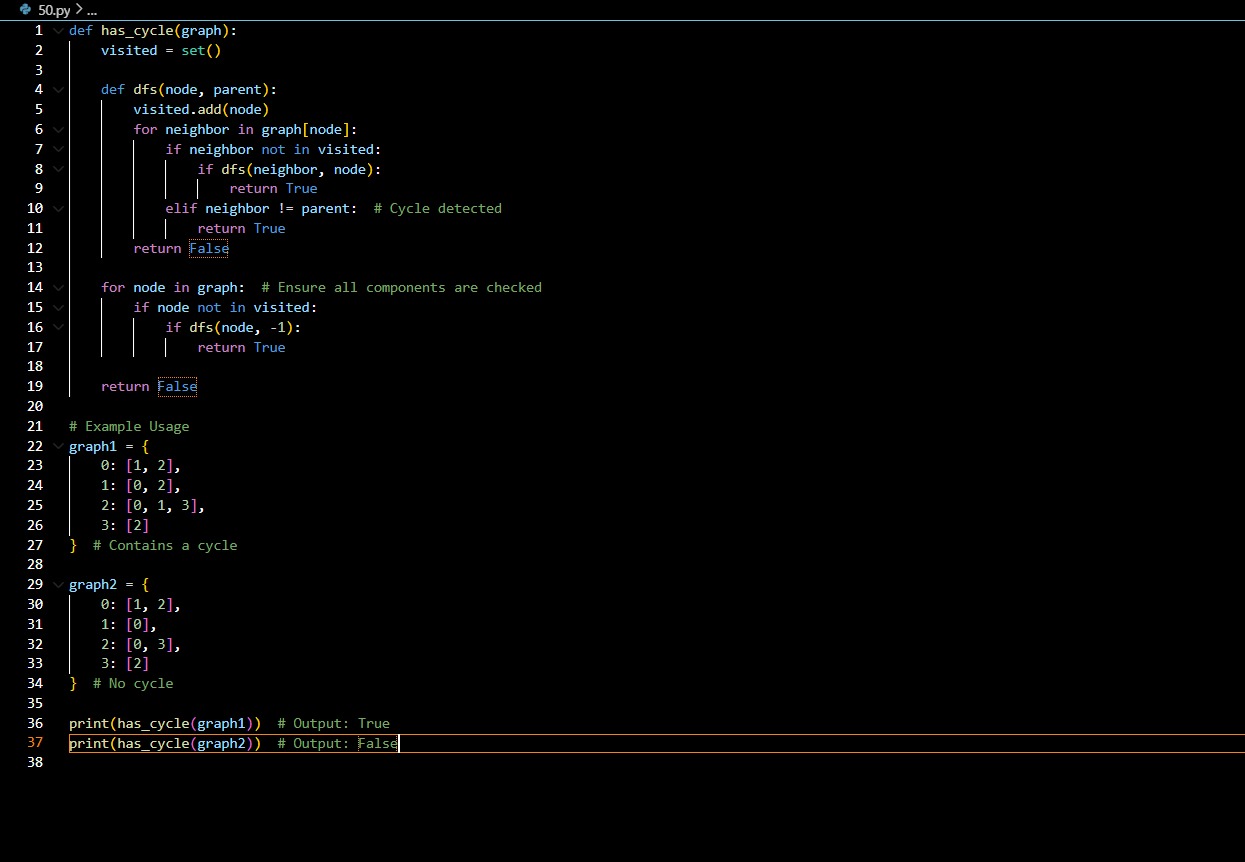 50.py > ...
1 def has_cycle(graph):
2     visited = set()
3
4     def dfs(node, parent):
5         visited.add(node)
6         for neighbor in graph[node]:
7             if neighbor not in visited:
8                 if dfs(neighbor, node):
9                     return True
10             elif neighbor != parent:  # Cycle detected
11                 return True
12         return False
13
14     for node in graph:  # Ensure all components are checked
15         if node not in visited:
16             if dfs(node, -1):
17                 return True
18
19     return False
20
21 # Example Usage
22 graph1 = {
23     0: [1, 2],
24     1: [0, 2],
25     2: [0, 1, 3],
26     3: [2]
27 }  # Contains a cycle
28
29 graph2 = {
30     0: [1, 2],
31     1: [0],
32     2: [0, 3],
33     3: [2]
34 }  # No cycle
35
36 print(has_cycle(graph1))  # Output: True
37 print(has_cycle(graph2))  # Output: False
38